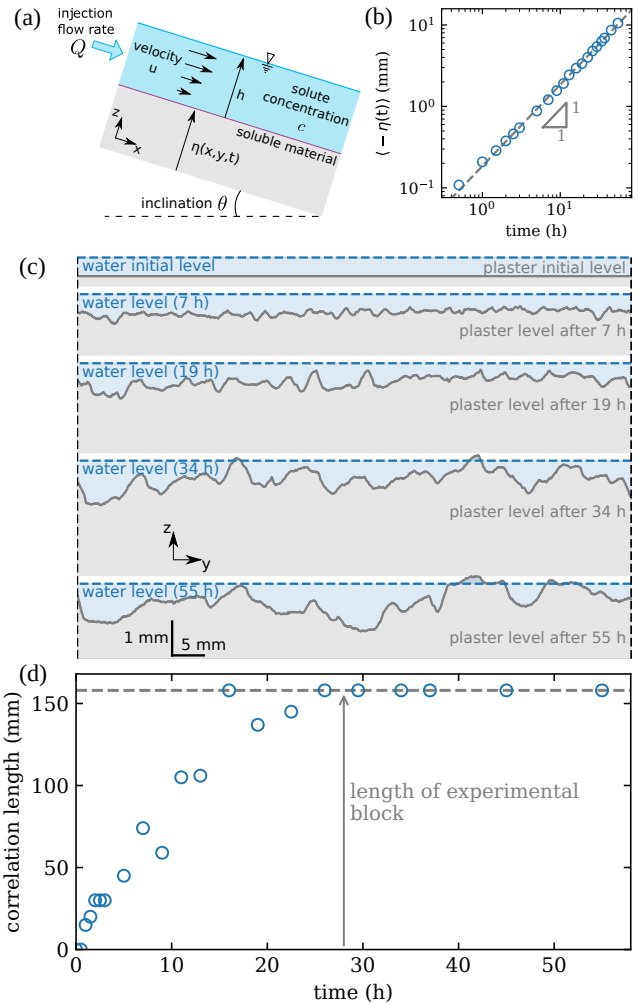 (a)
injection
flow rate
Q
velocity
u
h
solute
concentration
c
soluble material
η(x,y,t)
z
x
inclination θ
(b)
⟨ − η(t)⟩ (mm)
10¹
10⁰
10⁻¹
1
1
10⁰
10¹
time (h)
(c)
water initial level
plaster initial level
water level (7 h)
plaster level after 7 h
water level (19 h)
plaster level after 19 h
water level (34 h)
plaster level after 34 h
z
y
water level (55 h)
1 mm
5 mm
plaster level after 55 h
(d)
correlation length (mm)
150
100
50
0
length of experimental
block
0
10
20
30
40
50
time (h)